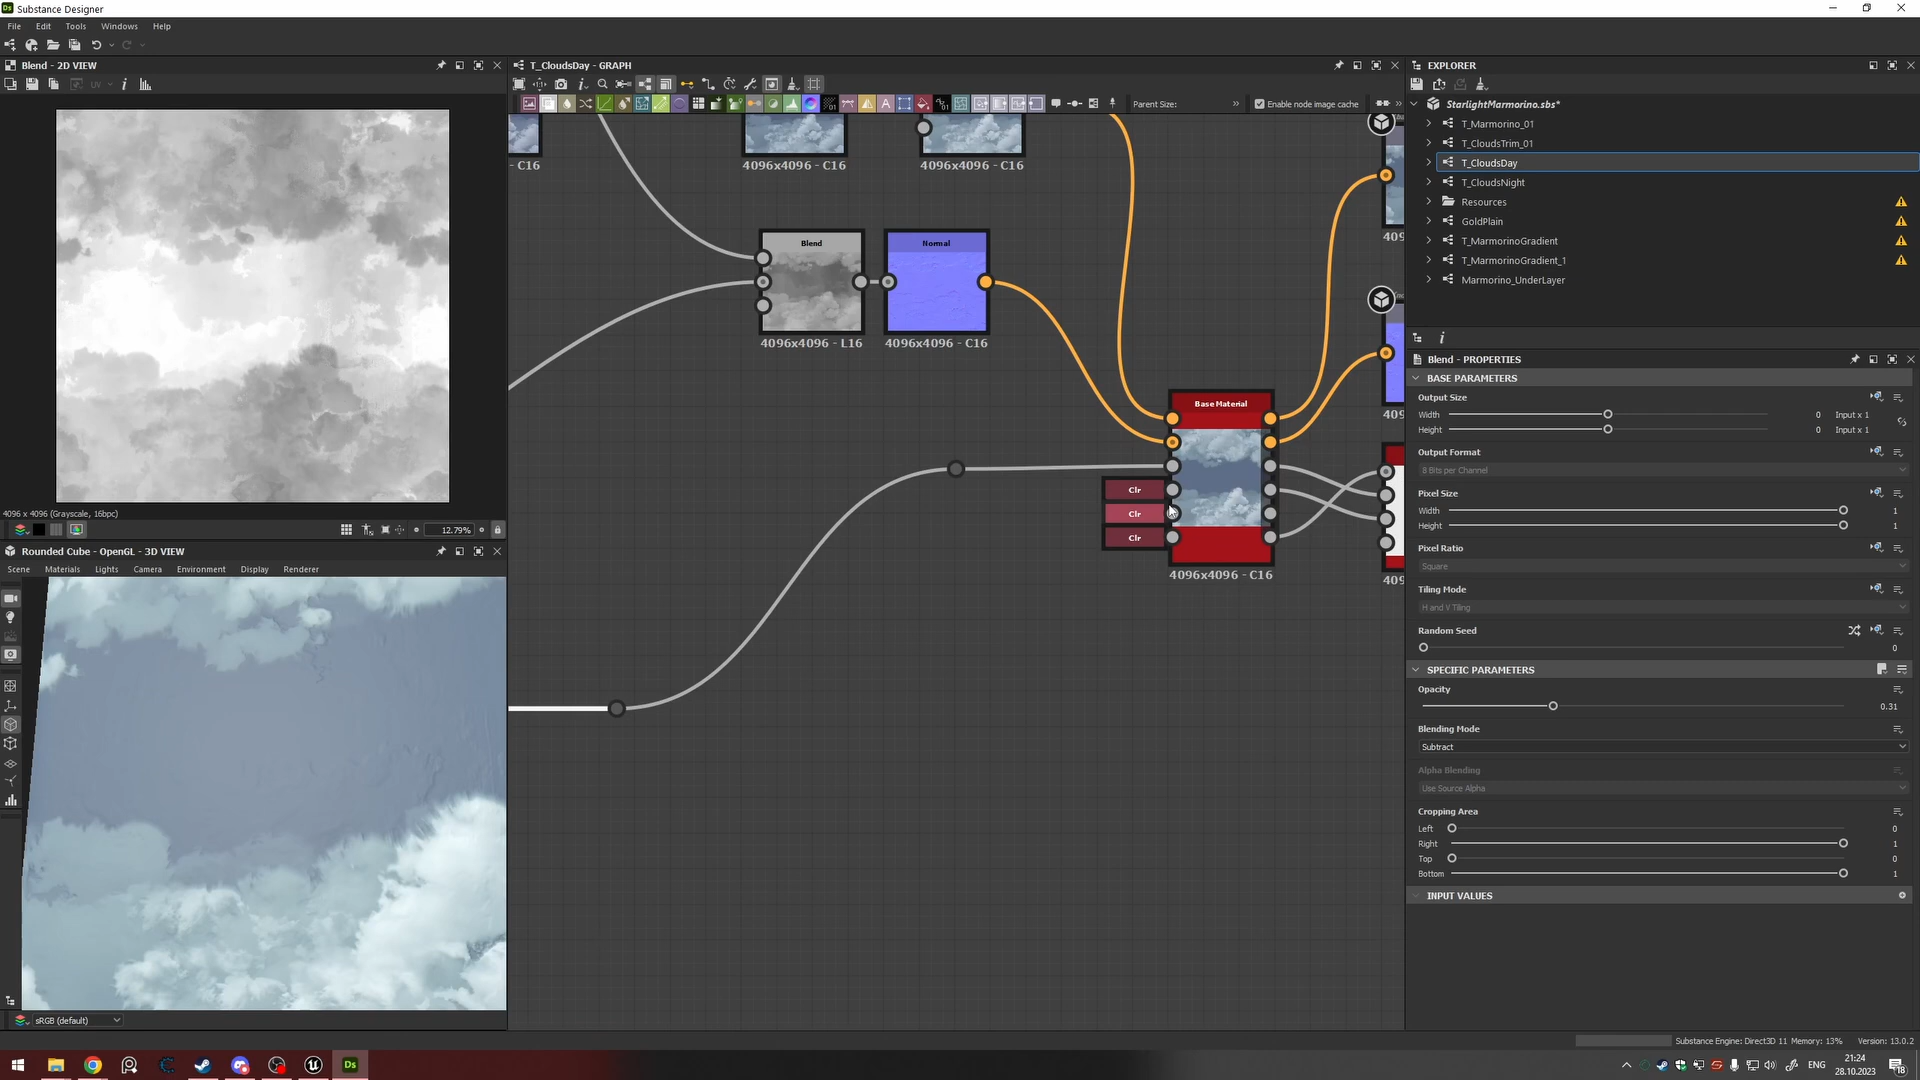 Substance Designer
File Edit Tools Windows Help
Blend - 2D VIEW
UV
4096 x 4096 (Grayscale, 16bpc)
12.79%
Rounded Cube - OpenGL - 3D VIEW
Scene Materials Lights Camera Environment Display Renderer
sRGB (default)
T_CloudsDay - GRAPH
Parent Size:
Enable node image cache
- C16
4096x4096 - C16
4096x4096 - C16
Blend
4096x4096 - L16
Normal
4096x4096 - C16
Base Material
Clr
Clr
Clr
4096x4096 - C16
409
409
409
EXPLORER
StarlightMarmorino.sbs*
T_Marmorino_01
T_CloudsTrim_01
T_CloudsDay
T_CloudsNight
Resources
GoldPlain
T_MarmorinoGradient
T_MarmorinoGradient_1
Marmorino_UnderLayer
Blend - PROPERTIES
BASE PARAMETERS
Output Size
Width 0 Input x 1
Height 0 Input x 1
Output Format
8 Bits per Channel
Pixel Size
Width 1
Height 1
Pixel Ratio
Square
Tiling Mode
H and V Tiling
Random Seed
0
SPECIFIC PARAMETERS
Opacity
0.31
Blending Mode
Subtract
Alpha Blending
Use Source Alpha
Cropping Area
Left 0
Right 1
Top 0
Bottom 1
INPUT VALUES
Substance Engine: Direct3D 11 Memory: 13% Version: 13.0.2
Ds
ENG
21:24
28.10.2023
18